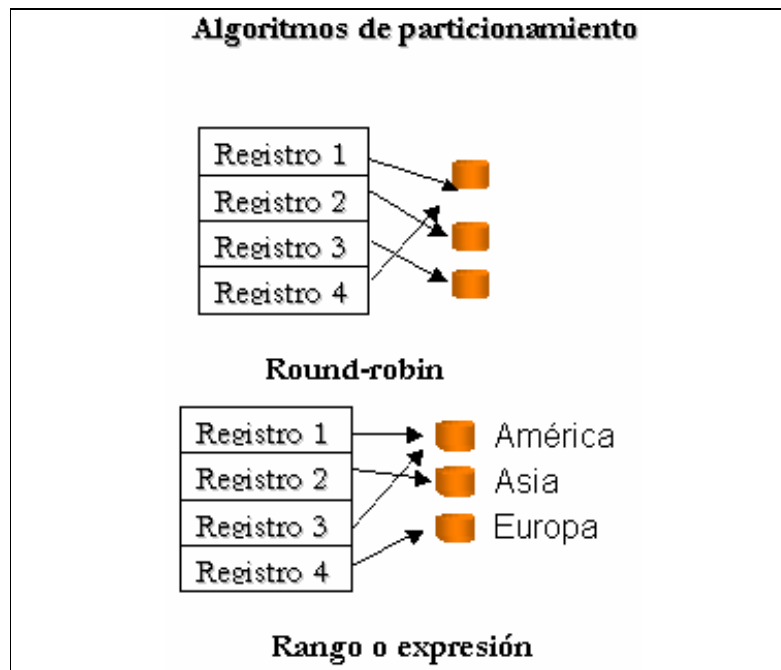 Algoritmos de particionamiento
Registro 1
Registro 2
Registro 3
Registro 4
Round-robin
Registro 1
América
Registro 2
Asia
Registro 3
Europa
Registro 4
Rango o expresión